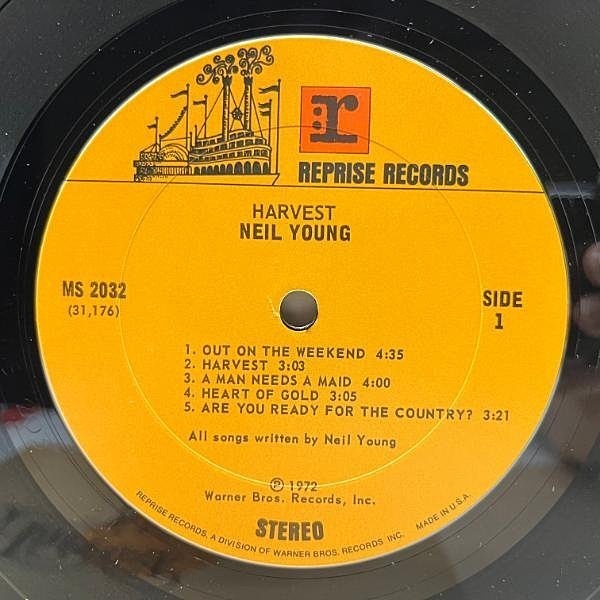 :r
REPRISE RECORDS
HARVEST
NEIL YOUNG
MS 2032
(31,176)
SIDE
1
1. OUT ON THE WEEKEND 4:35
2. HARVEST 3:03
3. A MAN NEEDS A MAID 4:00
4. HEART OF GOLD 3:05
5. ARE YOU READY FOR THE COUNTRY? 3:21
All songs written by Neil Young
℗ 1972
Warner Bros. Records, Inc.
STEREO
REPRISE RECORDS, A DIVISION OF WARNER BROS. RECORDS INC. MADE IN U.S.A.